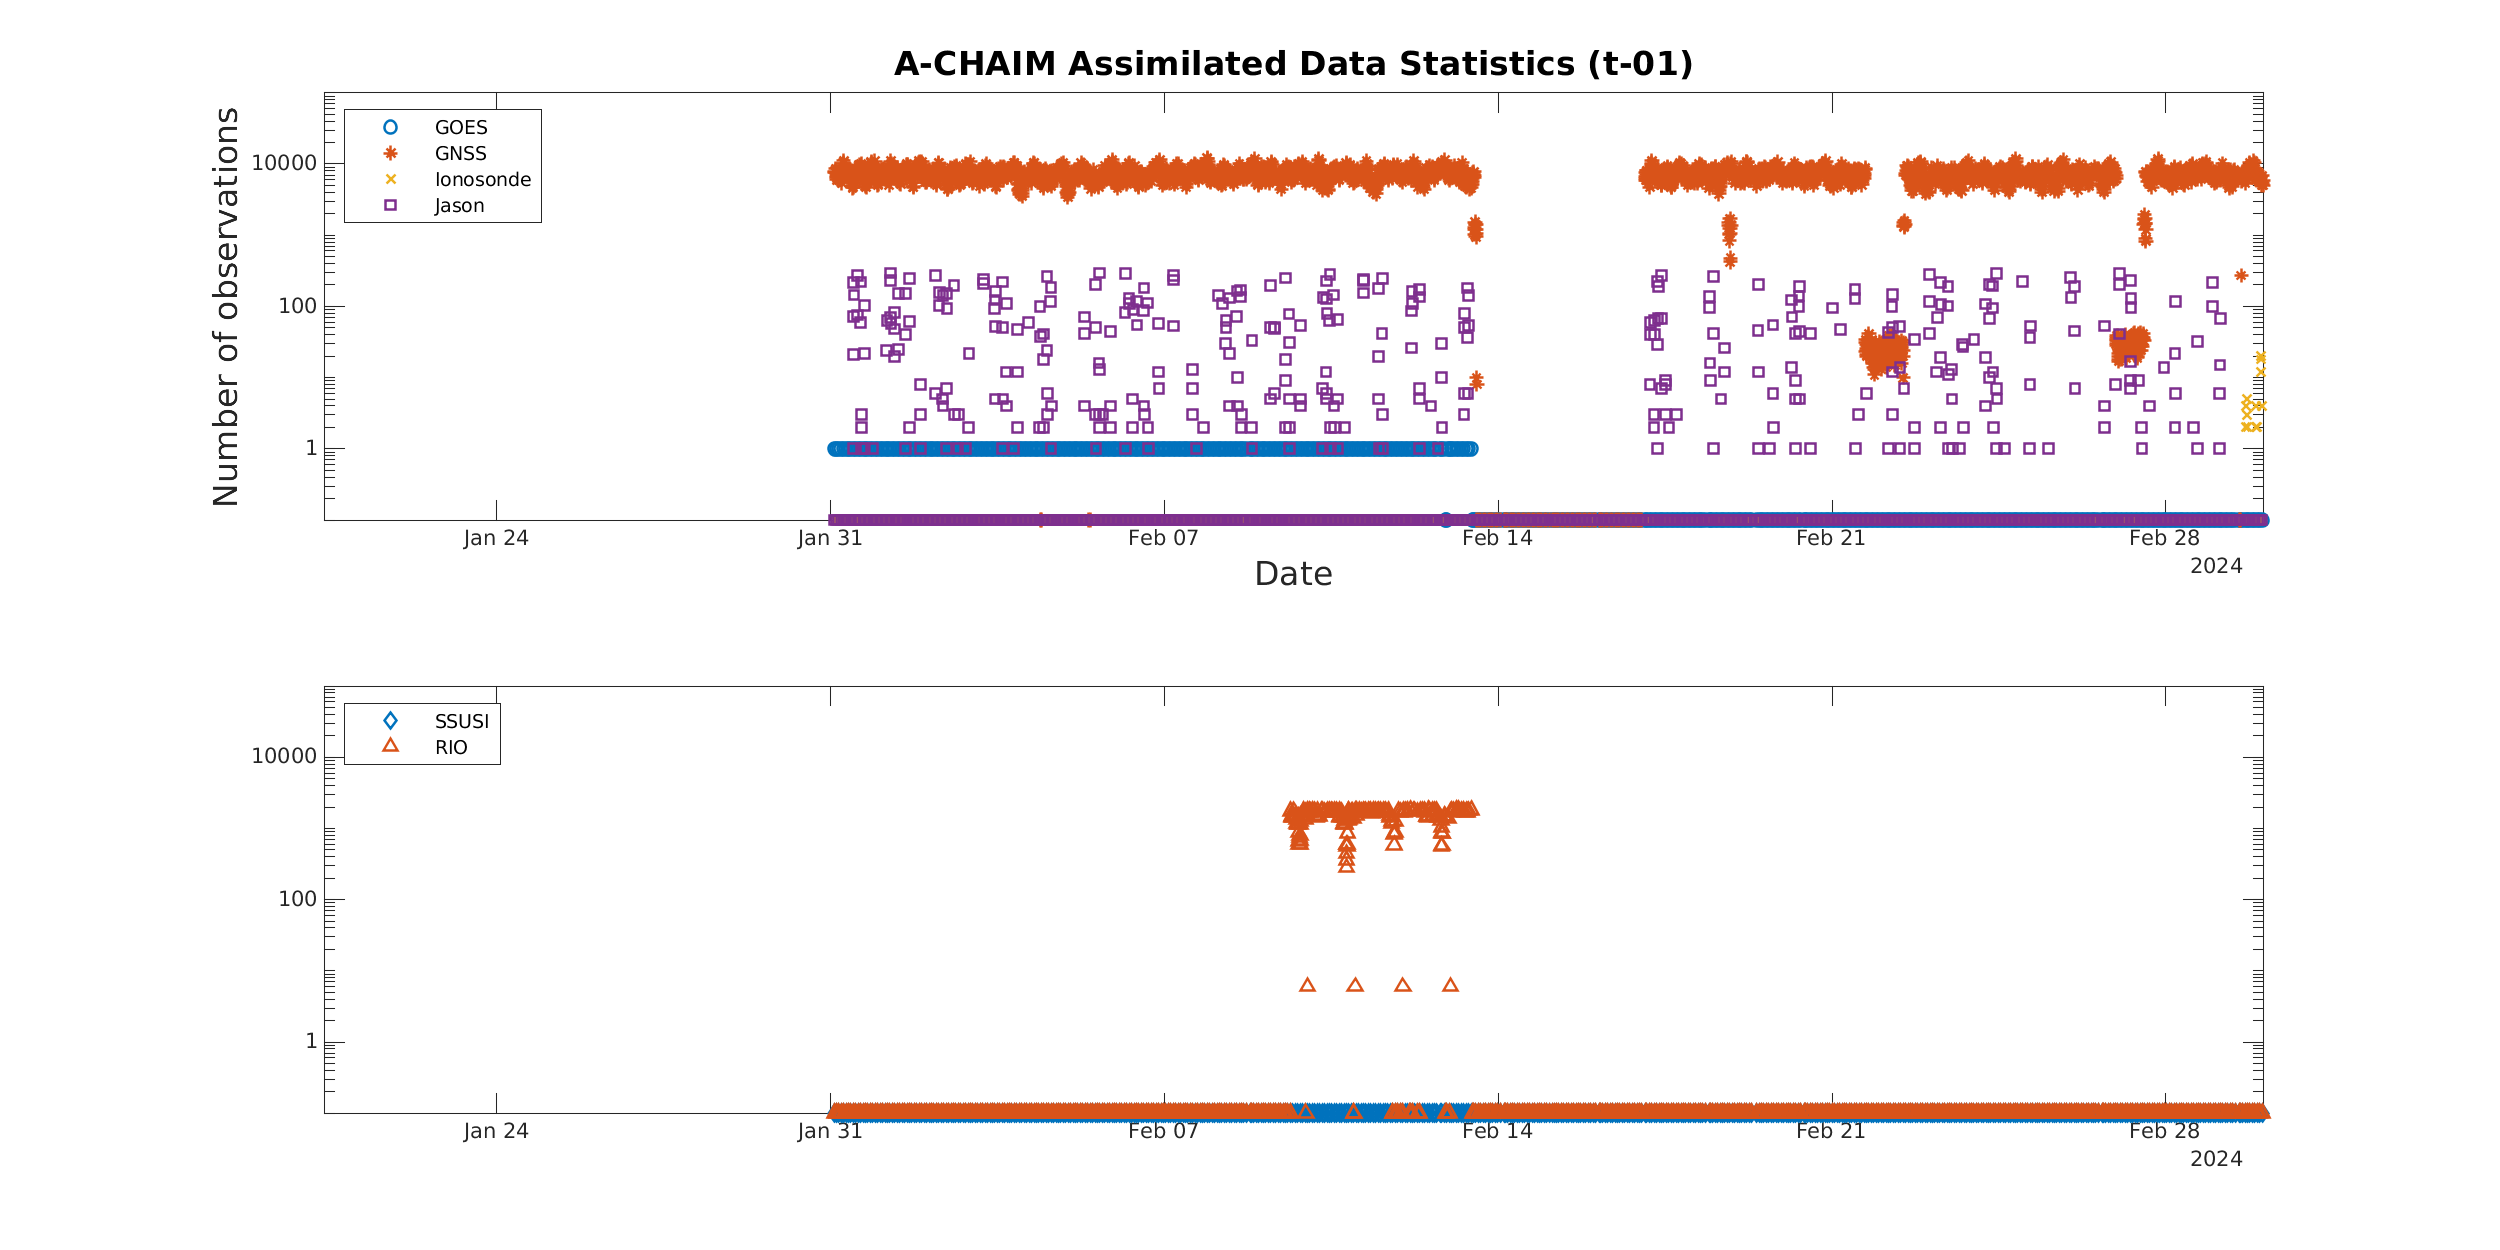 A-CHAIM Assimilated Data Statistics (t-01)
GOES
GNSS
Ionosonde
Jason
Number of observations
10000
100
1
Jan 24
Jan 31
Feb 07
Feb 14
Feb 21
Feb 28
2024
Date
SSUSI
RIO
10000
100
1
Jan 24
Jan 31
Feb 07
Feb 14
Feb 21
Feb 28
2024